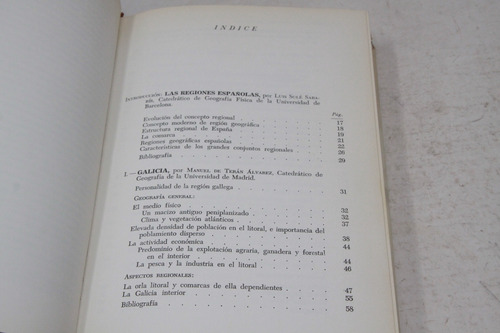 INDICE
INTRODUCCIÓN. LAS REGIONES ESPAÑOLAS, por LUIS SOLÉ SABA-
RÍS, Catedrático de Geografía Física de la Universidad de
Barcelona
Pág.
Evolución del concepto regional . . . . 17
Concepto moderno de región geográfica . . . . 18
Estructura regional de España . . . . 19
La comarca . . . . 21
Regiones geográficas españolas . . . . 22
Características de los grandes conjuntos regionales . . . . 26
Bibliografía . . . . 29
I. — GALICIA, por MANUEL DE TERÁN ÁLVAREZ, Catedrático de
Geografía de la Universidad de Madrid.
Personalidad de la región gallega . . . . 31
GEOGRAFÍA GENERAL:
El medio físico . . . . 32
Un macizo antiguo peniplanizado . . . . 32
Clima y vegetación atlánticos . . . . 37
Elevada densidad de población en el litoral, e importancia del
poblamiento disperso . . . . 38
La actividad económica . . . . 44
Predominio de la explotación agraria, ganadera y forestal
en el interior . . . . 44
La pesca y la industria en el litoral . . . . 46
ASPECTOS REGIONALES:
La orla litoral y comarcas de ella dependientes . . . . 47
La Galicia interior . . . . 55
Bibliografía . . . . 58